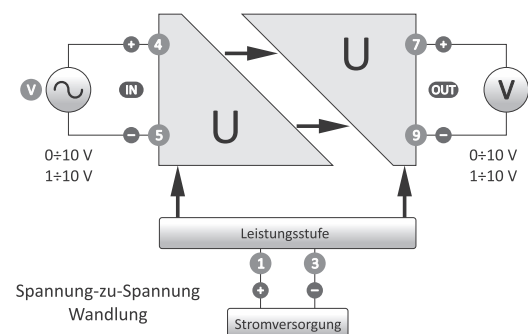 + 4
7 +
U
V
IN
OUT
V
U
− 5
9 −
0÷10 V
1÷10 V
0÷10 V
1÷10 V
Leistungsstufe
1 3
+ −
Spannung-zu-Spannung
Wandlung
Stromversorgung